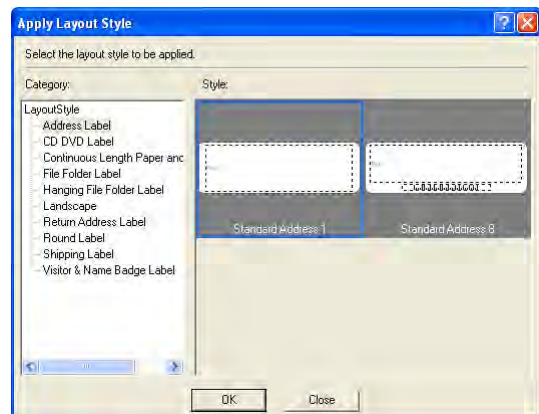 Apply Layout Style
Select the layout style to be applied.
Category:
Style:
LayoutStyle
Address Label
CD DVD Label
Continuous Length Paper anc
File Folder Label
Hanging File Folder Label
Landscape
Return Address Label
Round Label
Shipping Label
Visitor & Name Badge Label
Standard Address 1
Standard Address 8
OK
Close